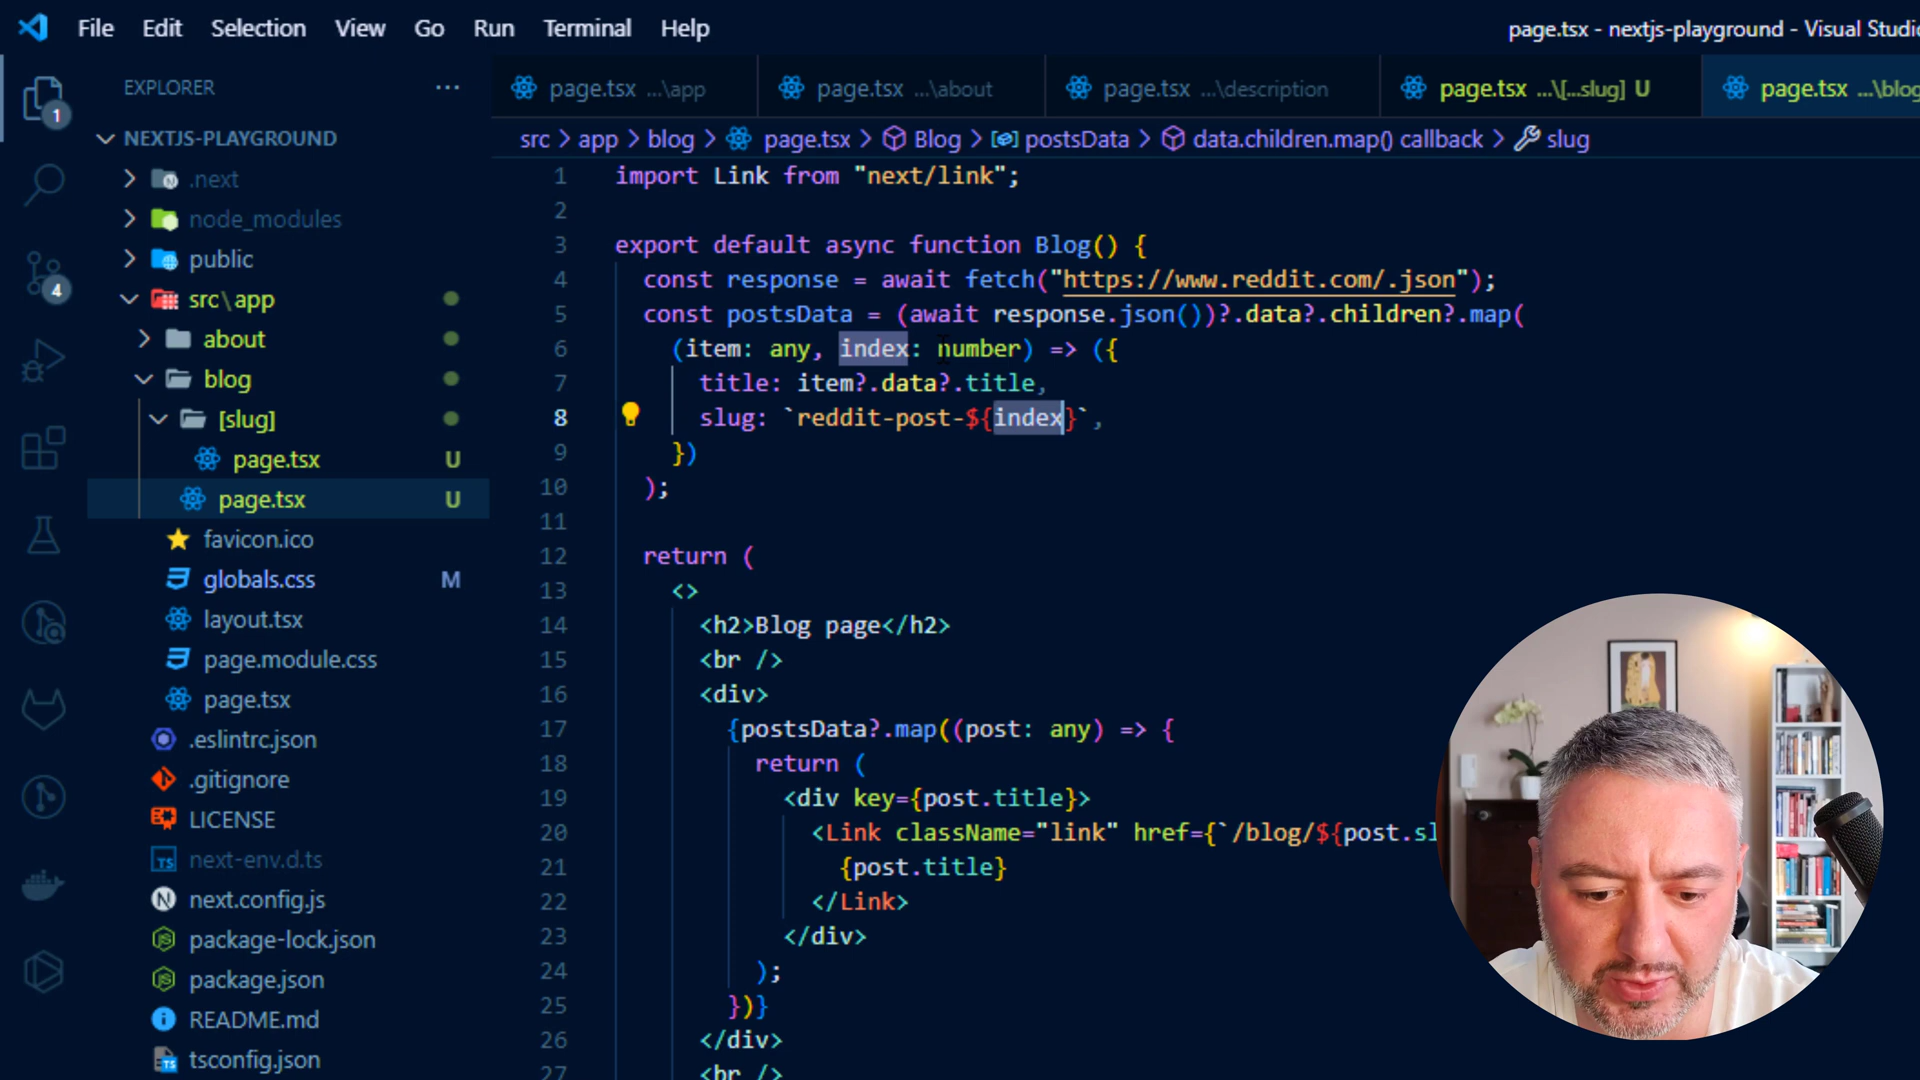 File Edit Selection View Go Run Terminal Help
page.tsx - nextjs-playground - Visual Studio
EXPLORER ...
page.tsx ...\app
page.tsx ...\about
page.tsx ...\description
page.tsx ...\[...slug] U
page.tsx ...\blog
src > app > blog > page.tsx > Blog > postsData > data.children.map() callback > slug
1
4
NEXTJS-PLAYGROUND
.next
node_modules
public
src\app
about
blog
[slug]
page.tsx U
page.tsx U
favicon.ico
globals.css M
layout.tsx
page.module.css
page.tsx
.eslintrc.json
.gitignore
LICENSE
next-env.d.ts
next.config.js
package-lock.json
package.json
README.md
tsconfig.json
1 import Link from "next/link";
2
3 export default async function Blog() {
4 const response = await fetch("https://www.reddit.com/.json");
5 const postsData = (await response.json())?.data?.children?.map(
6 (item: any, index: number) => ({
7 title: item?.data?.title,
8 slug: `reddit-post-${index}`,
9 })
10 );
11
12 return (
13 <>
14 <h2>Blog page</h2>
15 <br />
16 <div>
17 {postsData?.map((post: any) => {
18 return (
19 <div key={post.title}>
20 <Link className="link" href={`/blog/${post.sl
21 {post.title}
22 </Link>
23 </div>
24 );
25 })}
26 </div>
27 <br />